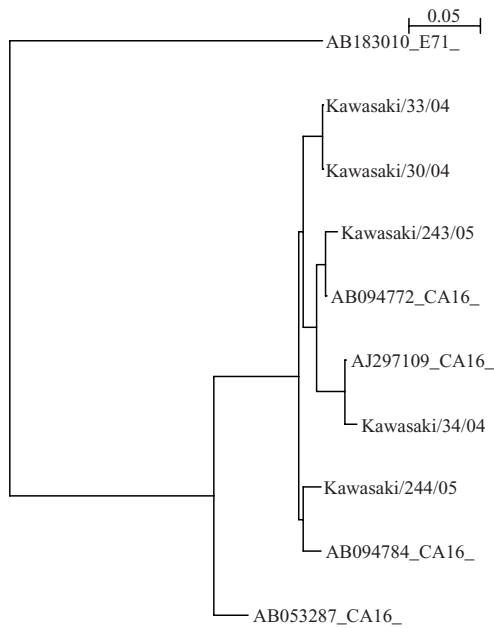 0.05
AB183010_E71_
Kawasaki/33/04
Kawasaki/30/04
Kawasaki/243/05
AB094772_CA16_
AJ297109_CA16_
Kawasaki/34/04
Kawasaki/244/05
AB094784_CA16_
AB053287_CA16_